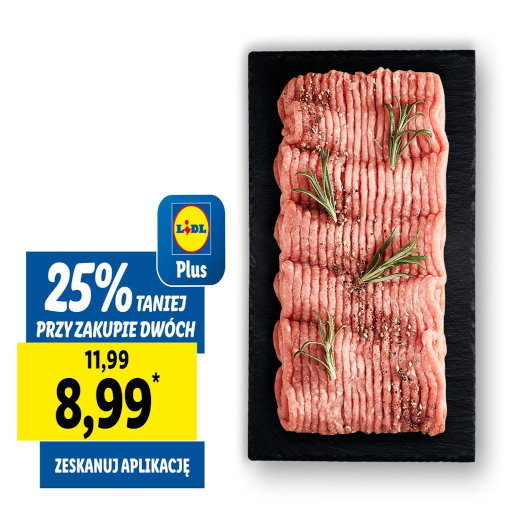 LIDL
Plus
25% TANIEJ
PRZY ZAKUPIE DWÓCH
11,99
8,99*
ZESKANUJ APLIKACJĘ